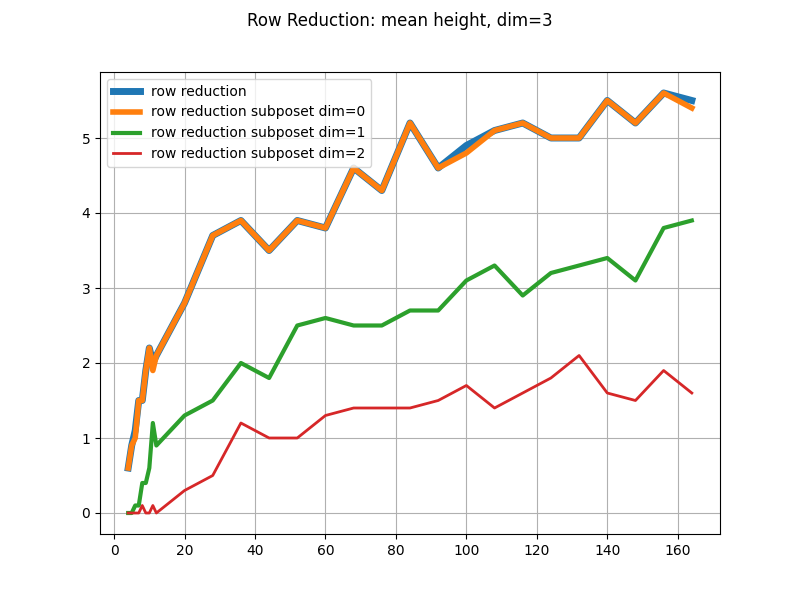 Row Reduction: mean height, dim=3
row reduction
row reduction subposet dim=0
row reduction subposet dim=1
row reduction subposet dim=2
5
4
3
2
1
0
0 20 40 60 80 100 120 140 160